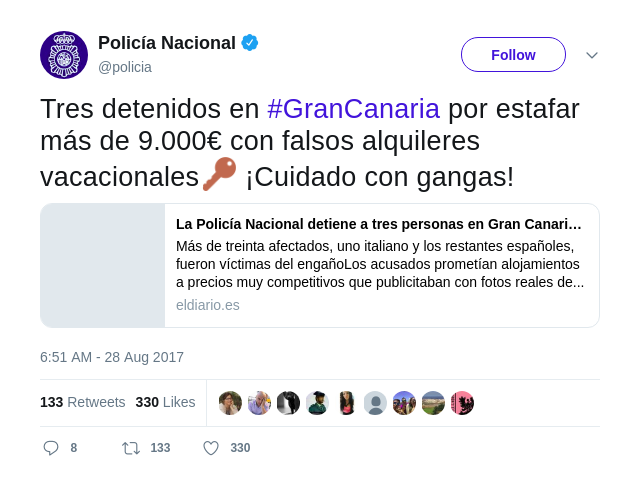 Policía Nacional
@policia
Follow
Tres detenidos en #GranCanaria por estafar
más de 9.000€ con falsos alquileres
vacacionales🔑 ¡Cuidado con gangas!
La Policía Nacional detiene a tres personas en Gran Canari…
Más de treinta afectados, uno italiano y los restantes españoles,
fueron víctimas del engañoLos acusados prometían alojamientos
a precios muy competitivos que publicitaban con fotos reales de...
eldiario.es
6:51 AM - 28 Aug 2017
133 Retweets 330 Likes
8 133 330